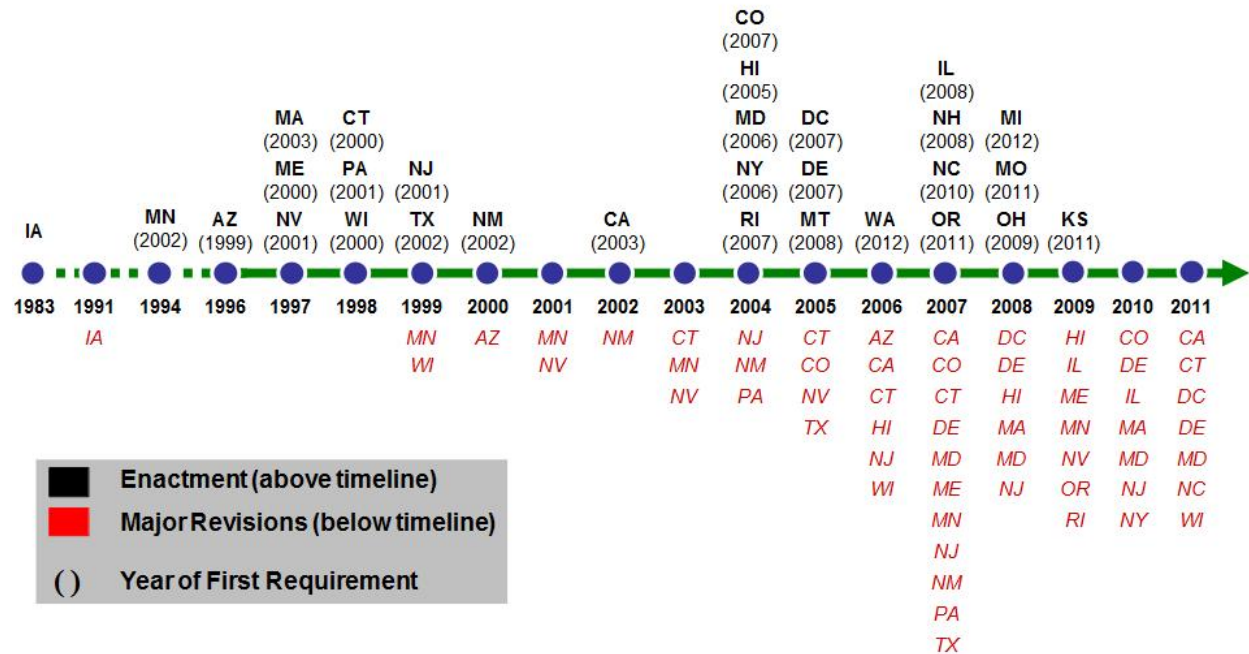 CO
(2007)
HI
(2005)
IL
(2008)
MA
(2003)
CT
(2000)
MD
(2006)
DC
(2007)
NH
(2008)
MI
(2012)
ME
(2000)
PA
(2001)
NJ
(2001)
NY
(2006)
DE
(2007)
NC
(2010)
MO
(2011)
IA
MN
(2002)
AZ
(1999)
NV
(2001)
WI
(2000)
TX
(2002)
NM
(2002)
CA
(2003)
RI
(2007)
MT
(2008)
WA
(2012)
OR
(2011)
OH
(2009)
KS
(2011)
1983 1991 1994 1996 1997 1998 1999 2000 2001 2002 2003 2004 2005 2006 2007 2008 2009 2010 2011
IA MN AZ MN NM CT NJ CT AZ CA DC HI CO CA
WI NV MN NM CO CA CO DE IL DE CT
NV PA NV CT CT HI ME IL DC
TX HI DE MA MN MA DE
NJ MD MD NV MD MD
WI ME NJ OR NJ NC
MN RI NY WI
NJ
NM
PA
TX
Enactment (above timeline)
Major Revisions (below timeline)
( ) Year of First Requirement